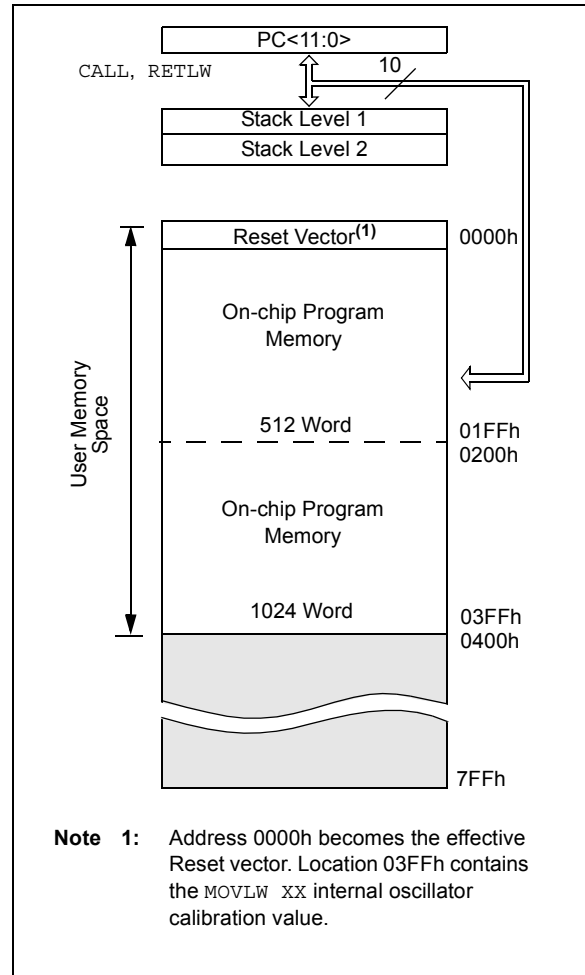 PC<11:0>
CALL, RETLW
10
Stack Level 1
Stack Level 2
Reset Vector(1)
0000h
On-chip Program
Memory
User Memory
Space
512 Word
01FFh
0200h
On-chip Program
Memory
1024 Word
03FFh
0400h
7FFh
Note 1: Address 0000h becomes the effective
Reset vector. Location 03FFh contains
the MOVLW XX internal oscillator
calibration value.